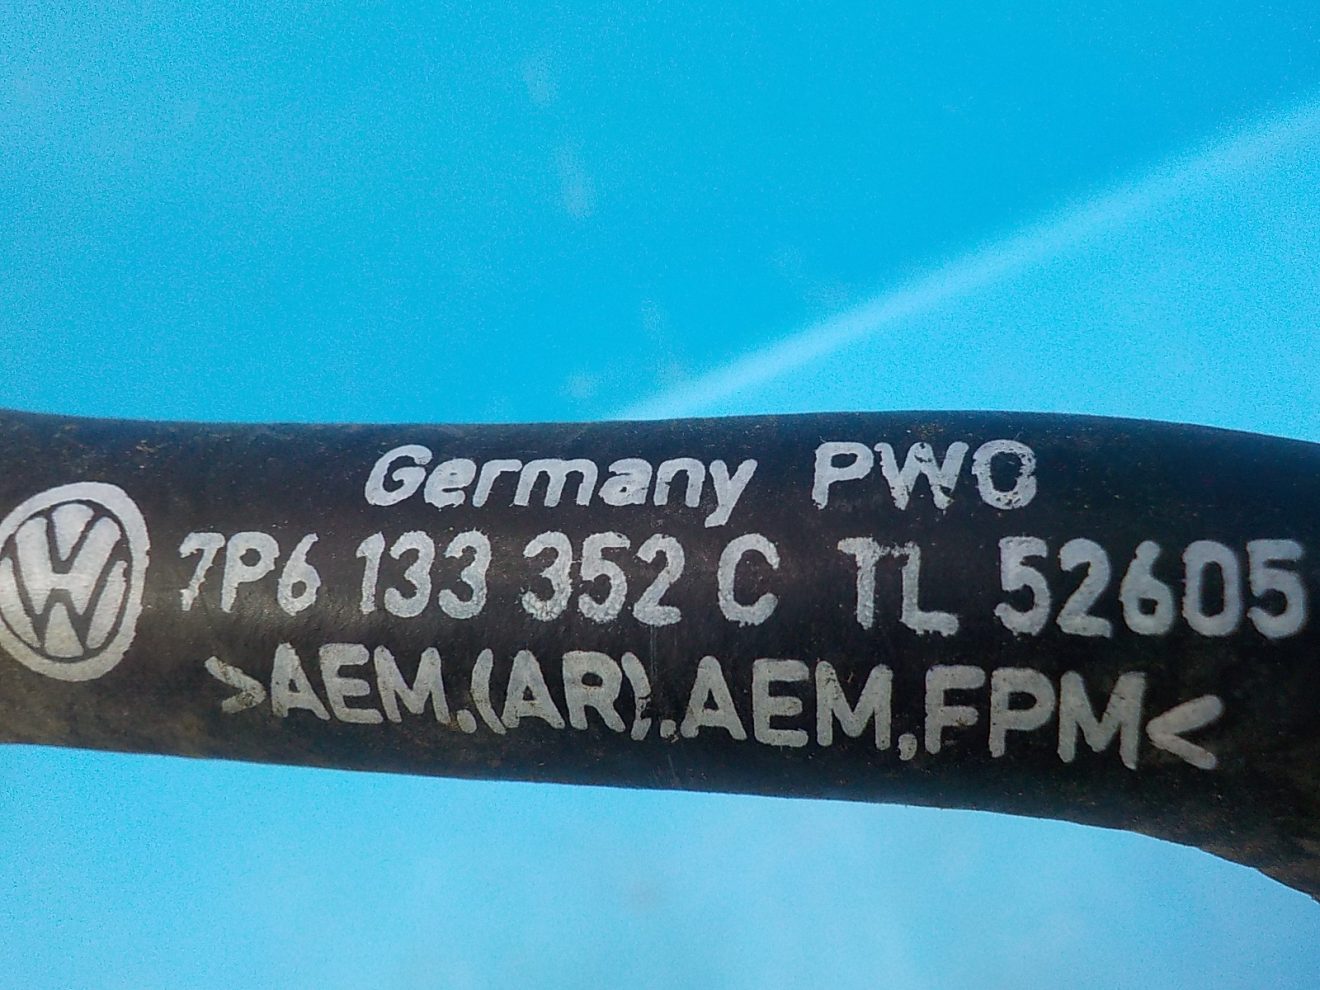 Germany PWO
7P6 133 352 C TL 52605
>AEM.(AR).AEM,FPM<